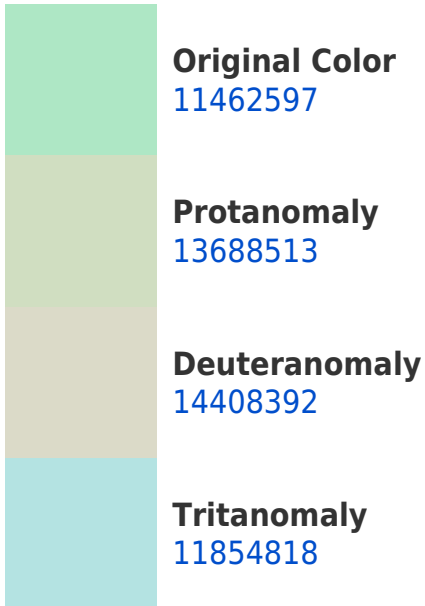 Original Color
11462597
Protanomaly
13688513
Deuteranomaly
14408392
Tritanomaly
11854818